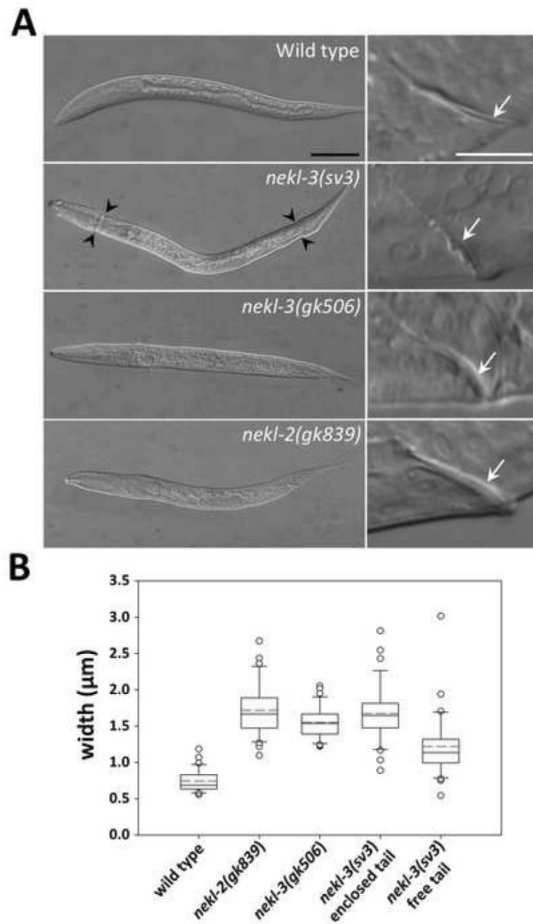 A
Wild type
nekl-3(sv3)
nekl-3(gk506)
nekl-2(gk839)
B
width (µm)
3.5
3.0
2.5
2.0
1.5
1.0
0.5
0.0
wild type
nekl-2(gk839)
nekl-3(gk506)
nekl-3(sv3)
enclosed tail
nekl-3(sv3)
free tail